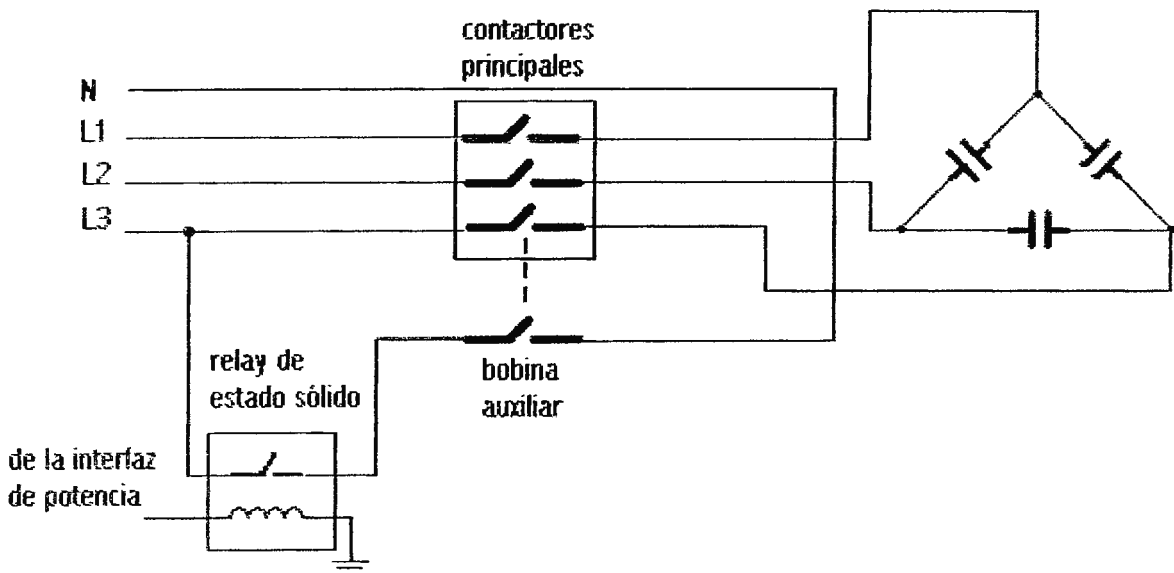 contactores
principales
N
L1
L2
L3
relay de
estado sólido
bobina
auxiliar
de la interfaz
de potencia